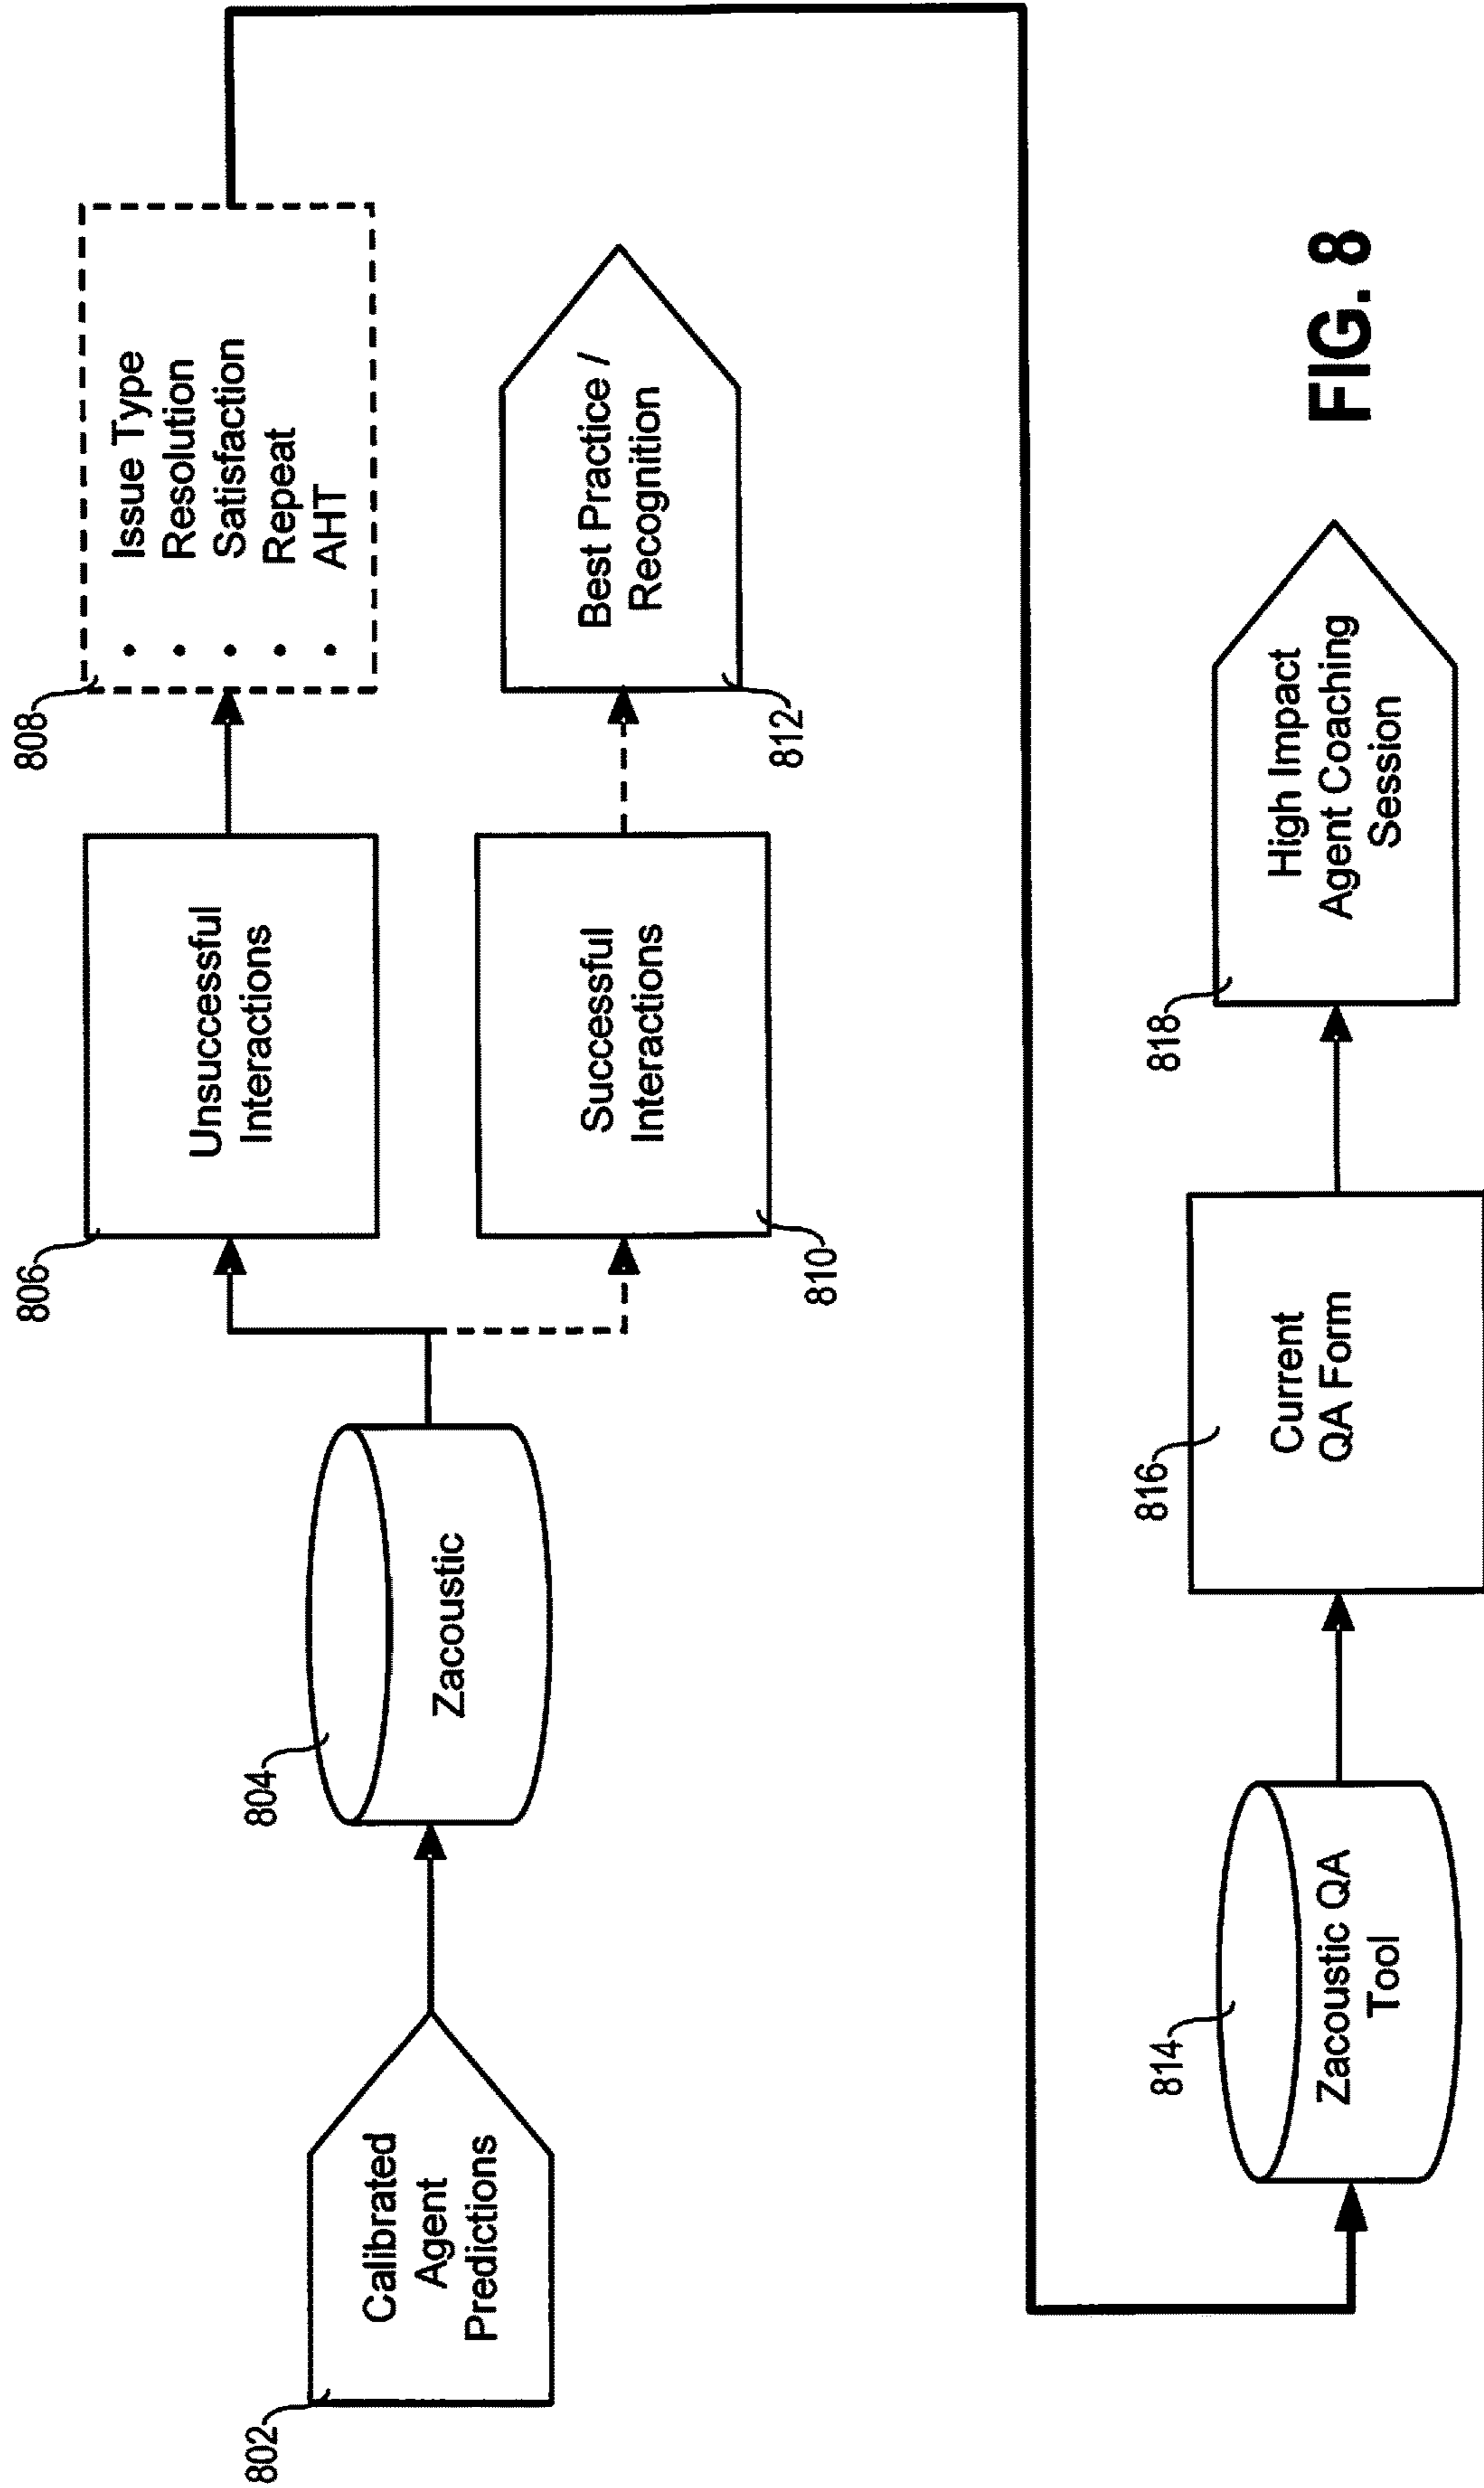 802
Calibrated
Agent
Predictions
804
Zacoustic
806
Unsuccessful
Interactions
808
• Issue Type
• Resolution
• Satisfaction
• Repeat
• AHT
810
Successful
Interactions
812
Best Practice /
Recognition
814
Zacoustic QA
Tool
816
Current
QA Form
818
High Impact
Agent Coaching
Session
FIG. 8